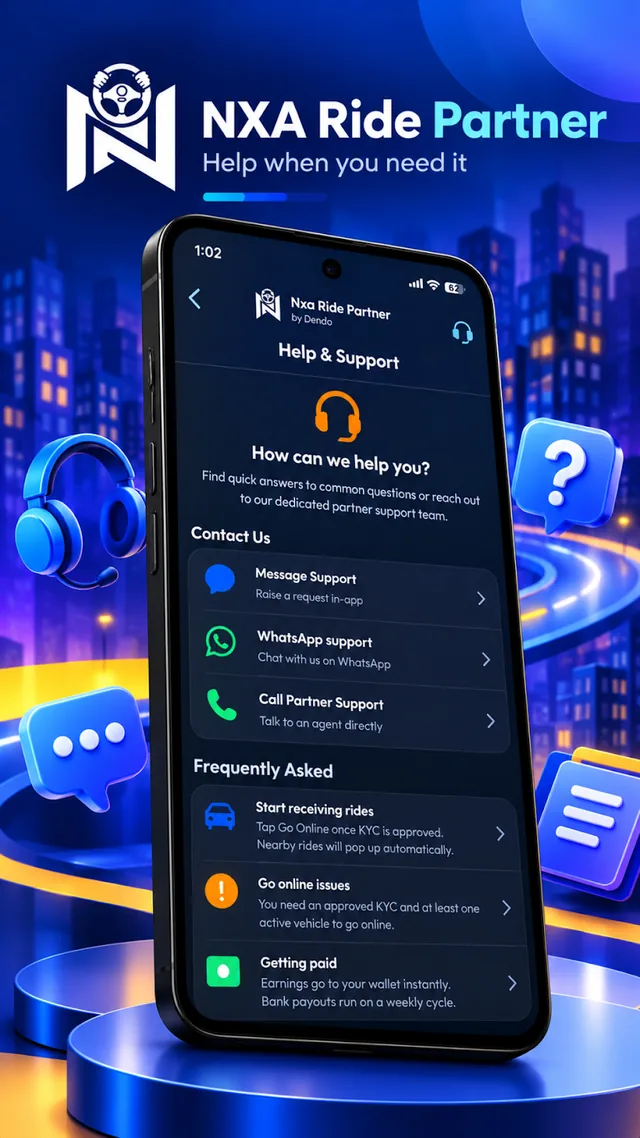 NXA Ride Partner
Help when you need it
1:02
62
Nxa Ride Partner
by Dendo
Help & Support
How can we help you?
Find quick answers to common questions or reach out
to our dedicated partner support team.
Contact Us
Message Support
Raise a request in-app
WhatsApp support
Chat with us on WhatsApp
Call Partner Support
Talk to an agent directly
Frequently Asked
Start receiving rides
Tap Go Online once KYC is approved.
Nearby rides will pop up automatically.
Go online issues
You need an approved KYC and at least one
active vehicle to go online.
Getting paid
Earnings go to your wallet instantly.
Bank payouts run on a weekly cycle.